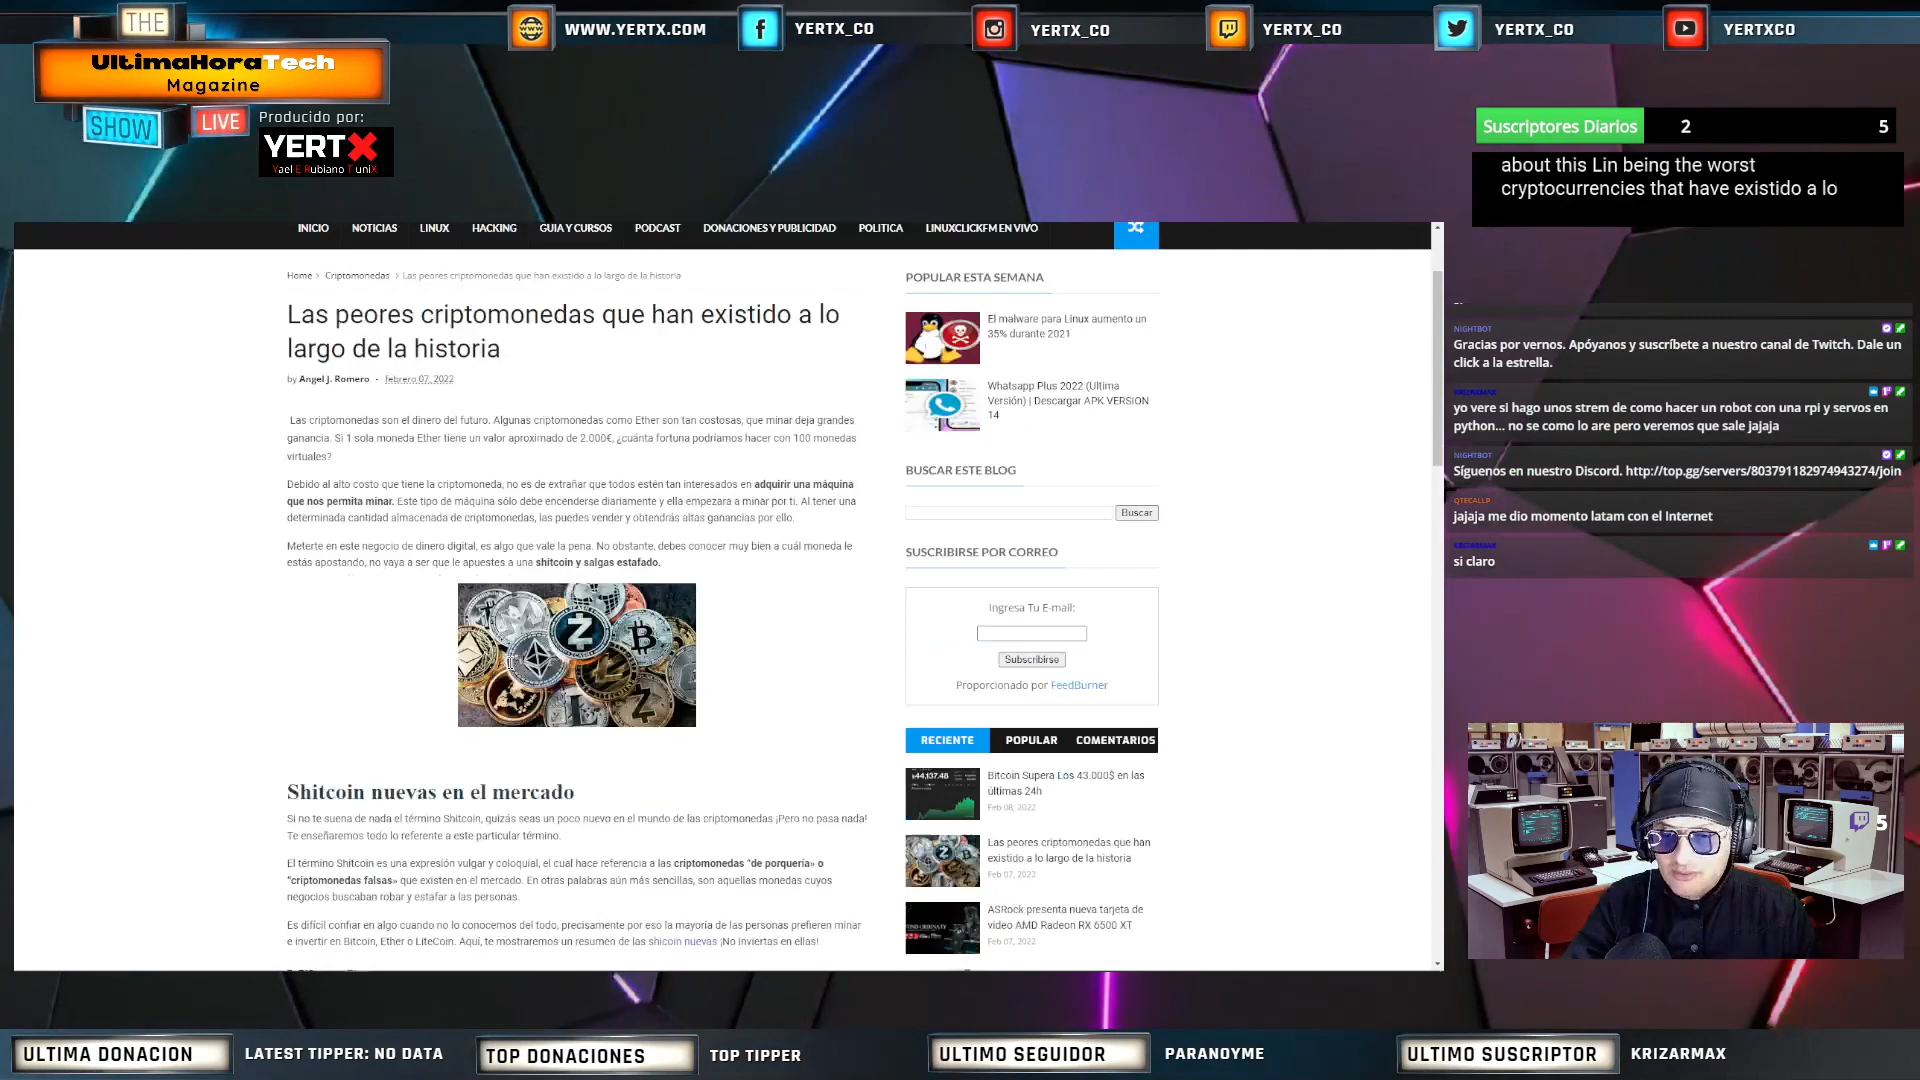 THE
UltimaHoraTech
Magazine
SHOW
LIVE
Producido por:
YERTX
Yael E Rubiano T uniX
WWW.YERTX.COM
YERTX_CO
YERTX_CO
YERTX_CO
YERTX_CO
YERTXCO
Suscriptores Diarios 2 5
about this Lin being the worst
cryptocurrencies that have existido a lo
INICIO NOTICIAS LINUX HACKING GUIA Y CURSOS PODCAST DONACIONES Y PUBLICIDAD POLITICA LINUXCLICKFM EN VIVO
Home > Criptomonedas > Las peores criptomonedas que han existido a lo largo de la historia
Las peores criptomonedas que han existido a lo
largo de la historia
by Angel J. Romero - febrero 07, 2022
Las criptomonedas son el dinero del futuro. Algunas criptomonedas como Ether son tan costosas, que minar deja grandes
ganancia. Si 1 sola moneda Ether tiene un valor aproximado de 2.000€, ¿cuánta fortuna podríamos hacer con 100 monedas
virtuales?
Debido al alto costo que tiene la criptomoneda, no es de extrañar que todos estén tan interesados en adquirir una máquina
que nos permita minar. Este tipo de máquina sólo debe encenderse diariamente y ella empezara a minar por ti. Al tener una
determinada cantidad almacenada de criptomonedas, las puedes vender y obtendrás altas ganancias por ello.
Meterte en este negocio de dinero digital, es algo que vale la pena. No obstante, debes conocer muy bien a cuál moneda le
estás apostando, no vaya a ser que le apuestes a una shitcoin y salgas estafado.
Shitcoin nuevas en el mercado
Si no te suena de nada el término Shitcoin, quizás seas un poco nuevo en el mundo de las criptomonedas ¡Pero no pasa nada!
Te enseñaremos todo lo referente a este particular término.
El término Shitcoin es una expresión vulgar y coloquial, el cual hace referencia a las criptomonedas "de porquería» o
"criptomonedas falsas» que existen en el mercado. En otras palabras aún más sencillas, son aquellas monedas cuyos
negocios buscaban robar y estafar a las personas.
Es difícil confiar en algo cuando no lo conocemos del todo, precisamente por eso la mayoría de las personas prefieren minar
e invertir en Bitcoin, Ether o LiteCoin. Aquí, te mostraremos un resumen de las shicoin nuevas ¡No inviertas en ellas!
POPULAR ESTA SEMANA
El malware para Linux aumento un
35% durante 2021
Whatsapp Plus 2022 (Ultima
Versión) | Descargar APK VERSION
14
BUSCAR ESTE BLOG
Buscar
SUSCRIBIRSE POR CORREO
Ingresa Tu E-mail:
Subscribirse
Proporcionado por FeedBurner
RECIENTE POPULAR COMENTARIOS
$44,137.48
Bitcoin Supera Los 43.000$ en las
últimas 24h
Feb 08, 2022
Las peores criptomonedas que han
existido a lo largo de la historia
Feb 07, 2022
ASRock presenta nueva tarjeta de
video AMD Radeon RX 6500 XT
Feb 07, 2022
NIGHTBOT
Gracias por vernos. Apóyanos y suscríbete a nuestro canal de Twitch. Dale un
click a la estrella.
KRIZARMAX
yo vere si hago unos strem de como hacer un robot con una rpi y servos en
python... no se como lo are pero veremos que sale jajaja
NIGHTBOT
Síguenos en nuestro Discord. http://top.gg/servers/803791182974943274/join
QTECALLP
jajaja me dio momento latam con el Internet
KRIZARMAX
si claro
5
ULTIMA DONACION LATEST TIPPER: NO DATA
TOP DONACIONES TOP TIPPER
ULTIMO SEGUIDOR PARANOYME
ULTIMO SUSCRIPTOR KRIZARMAX